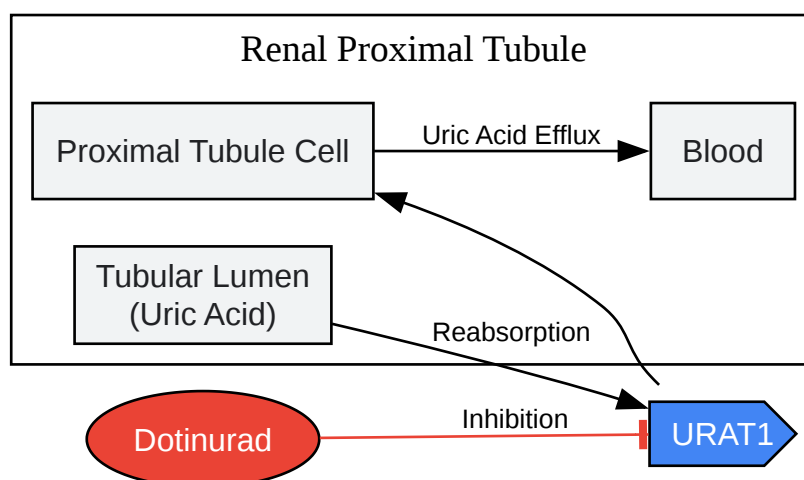 Renal Proximal Tubule
Proximal Tubule Cell
Uric Acid Efflux
Blood
Tubular Lumen
(Uric Acid)
Reabsorption
Dotinurad
Inhibition
URAT1